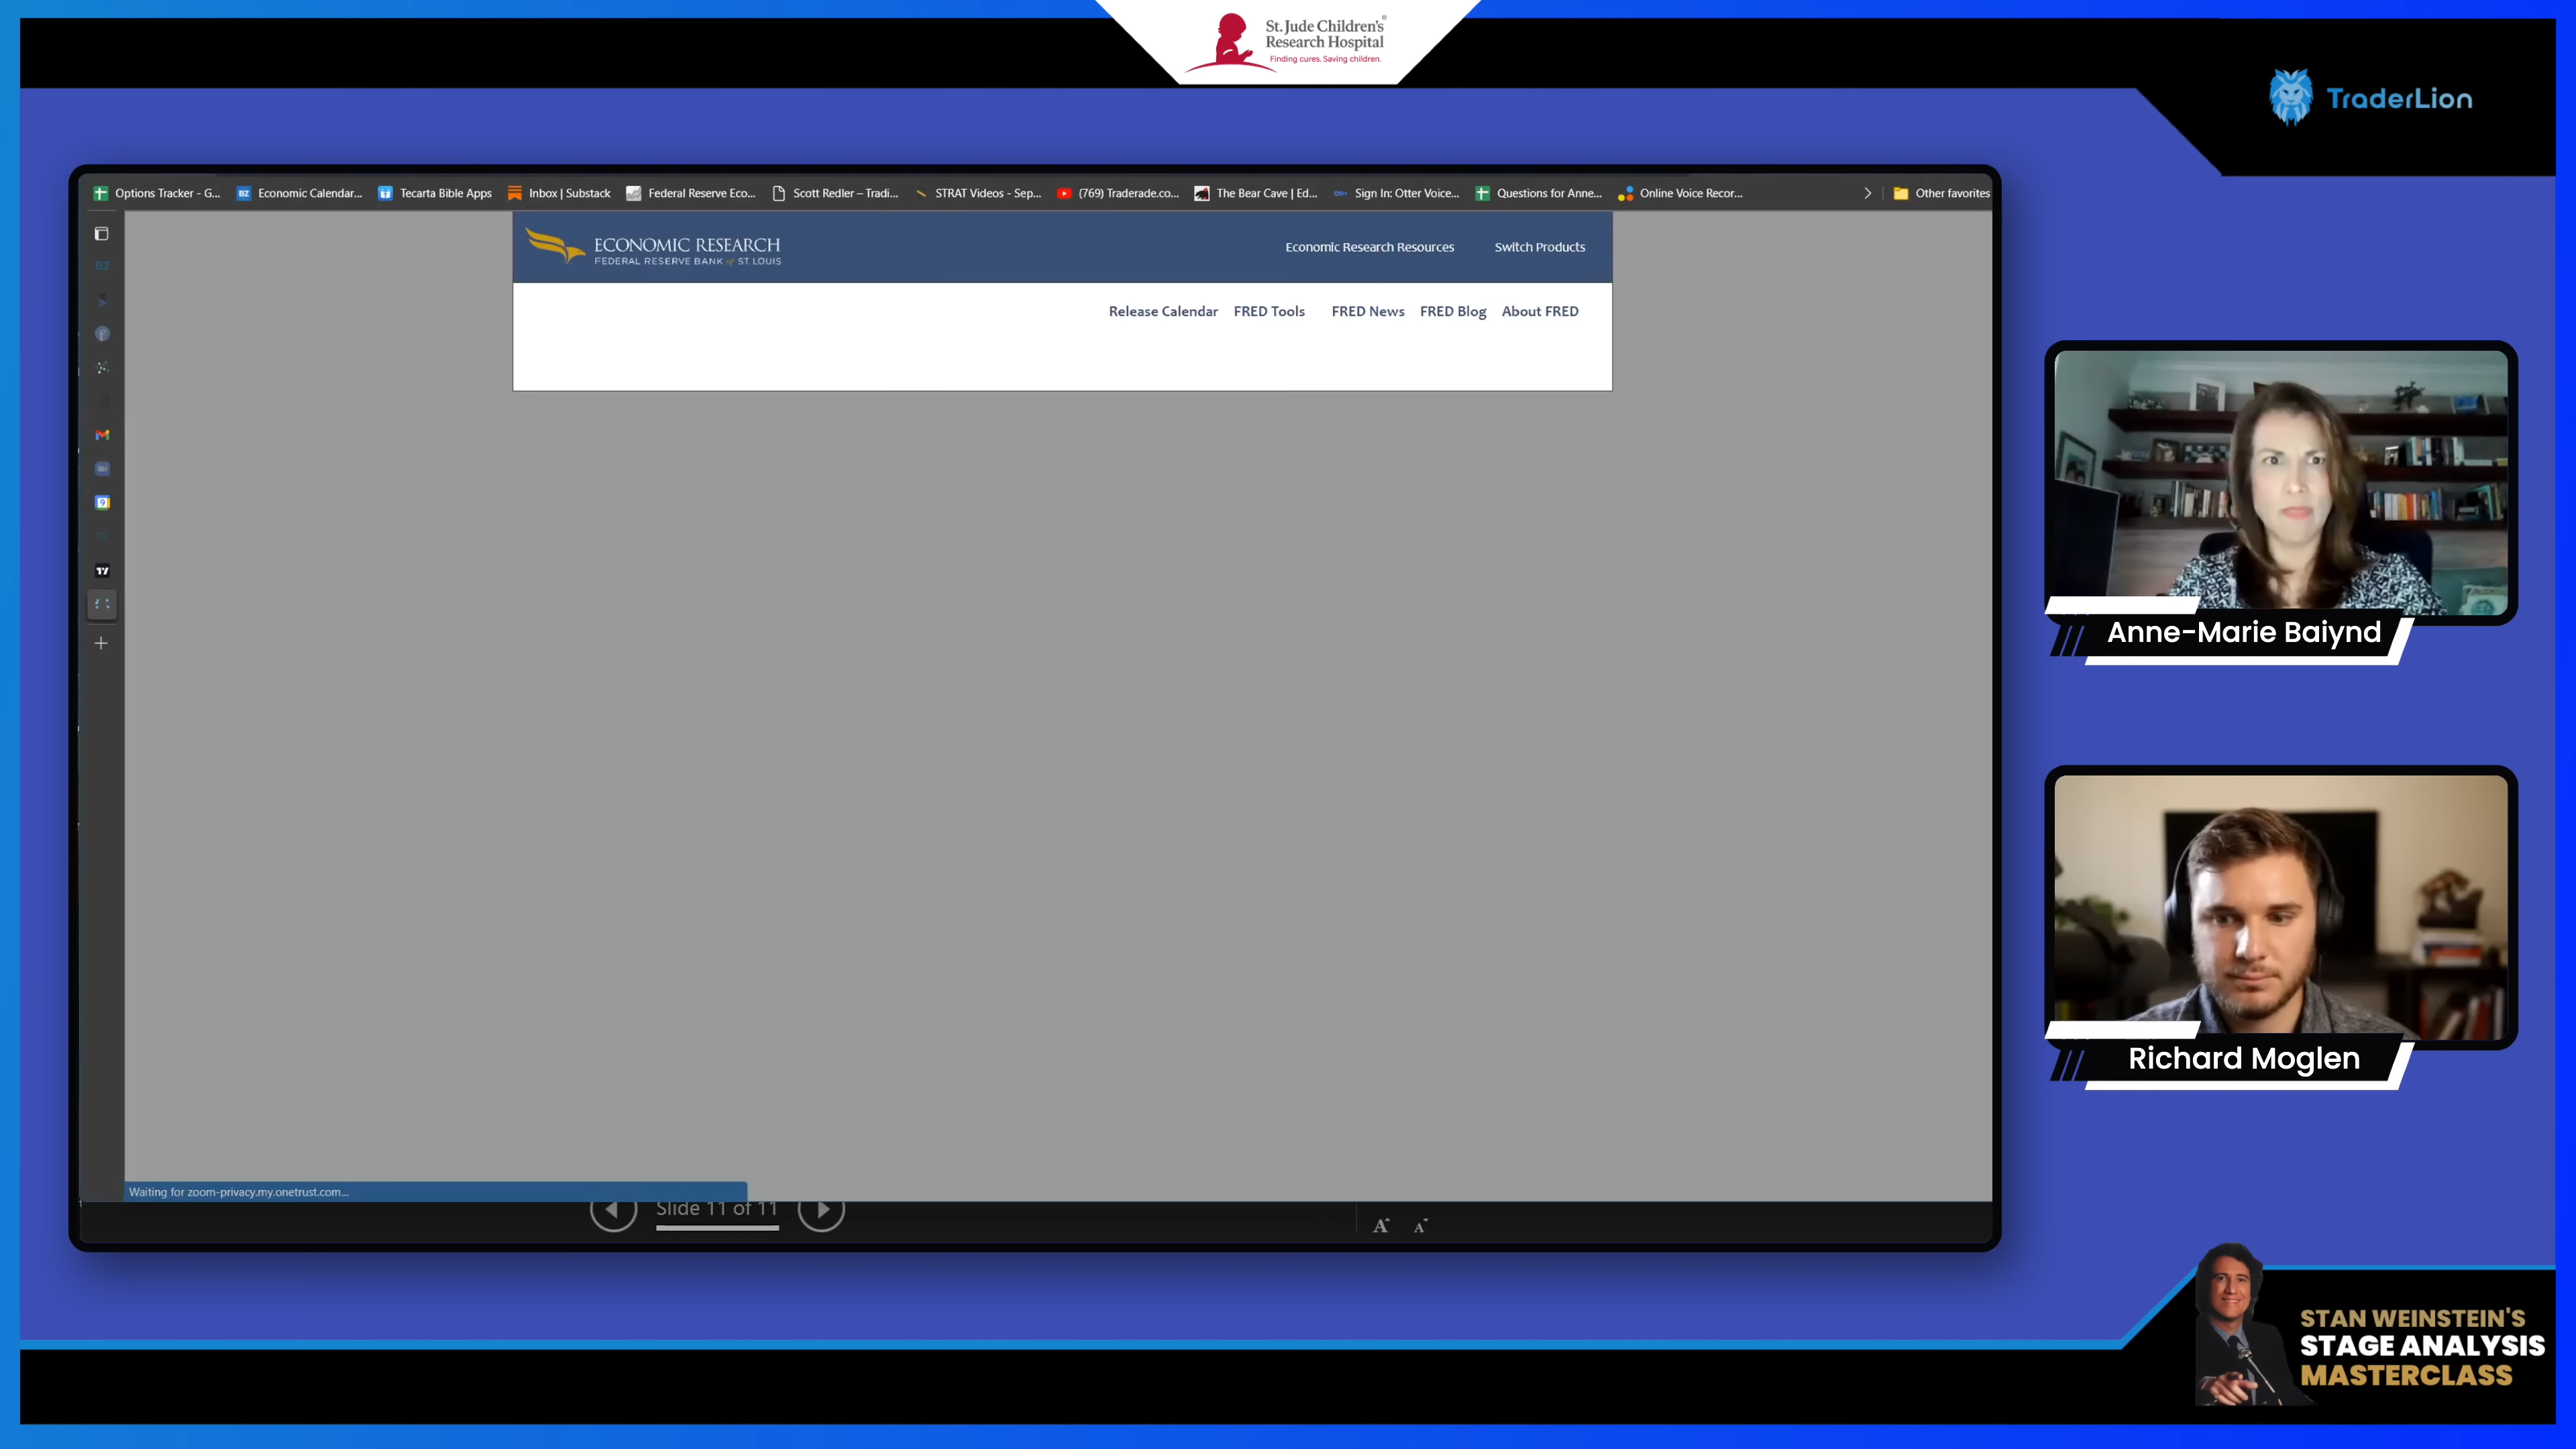 St. Jude Children's
Research Hospital
Finding cures. Saving children.
TraderLion
Options Tracker - G...
Economic Calendar...
Tecarta Bible Apps
Inbox | Substack
Federal Reserve Eco...
Scott Redler – Tradi...
STRAT Videos - Sep...
(769) Traderade.co...
The Bear Cave | Ed...
Sign In: Otter Voice...
Questions for Anne...
Online Voice Recor...
Other favorites
ECONOMIC RESEARCH
FEDERAL RESERVE BANK of ST. LOUIS
Economic Research Resources
Switch Products
Release Calendar
FRED Tools
FRED News
FRED Blog
About FRED
Anne-Marie Baiynd
Richard Moglen
Waiting for zoom-privacy.my.onetrust.com...
Slide 11 of 11
A A
STAN WEINSTEIN'S
STAGE ANALYSIS
MASTERCLASS